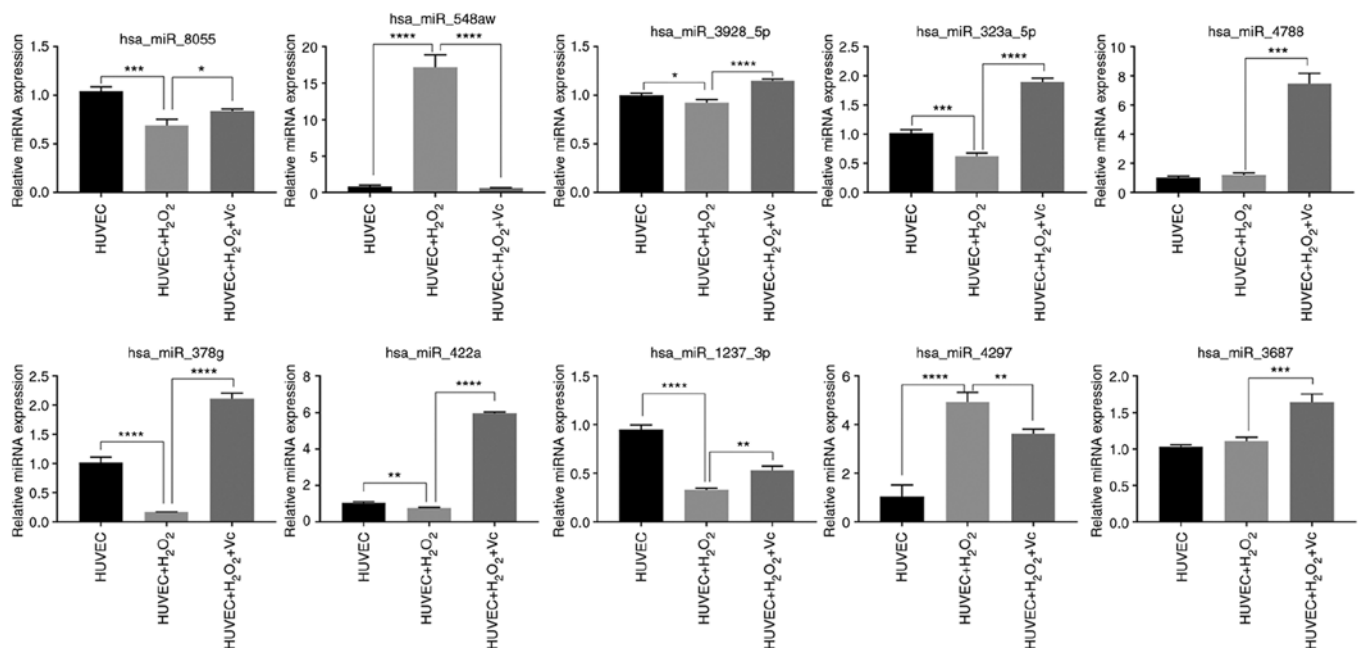 hsa_miR_8055
Relative miRNA expression
1.5
1.0
0.5
0.0
***
*
HUVEC
HUVEC+H₂O₂
HUVEC+H₂O₂+Vc
hsa_miR_548aw
Relative miRNA expression
20
15
10
5
0
****
****
HUVEC
HUVEC+H₂O₂
HUVEC+H₂O₂+Vc
hsa_miR_3928_5p
Relative miRNA expression
1.5
1.0
0.5
0.0
*
****
HUVEC
HUVEC+H₂O₂
HUVEC+H₂O₂+Vc
hsa_miR_323a_5p
Relative miRNA expression
2.5
2.0
1.5
1.0
0.5
0.0
***
****
HUVEC
HUVEC+H₂O₂
HUVEC+H₂O₂+Vc
hsa_miR_4788
Relative miRNA expression
10
8
6
4
2
0
***
HUVEC
HUVEC+H₂O₂
HUVEC+H₂O₂+Vc
hsa_miR_378g
Relative miRNA expression
2.5
2.0
1.5
1.0
0.5
0.0
****
****
HUVEC
HUVEC+H₂O₂
HUVEC+H₂O₂+Vc
hsa_miR_422a
Relative miRNA expression
8
6
4
2
0
**
****
HUVEC
HUVEC+H₂O₂
HUVEC+H₂O₂+Vc
hsa_miR_1237_3p
Relative miRNA expression
1.5
1.0
0.5
0.0
****
**
HUVEC
HUVEC+H₂O₂
HUVEC+H₂O₂+Vc
hsa_miR_4297
Relative miRNA expression
6
4
2
0
****
**
HUVEC
HUVEC+H₂O₂
HUVEC+H₂O₂+Vc
hsa_miR_3687
Relative miRNA expression
2.0
1.5
1.0
0.5
0.0
***
HUVEC
HUVEC+H₂O₂
HUVEC+H₂O₂+Vc